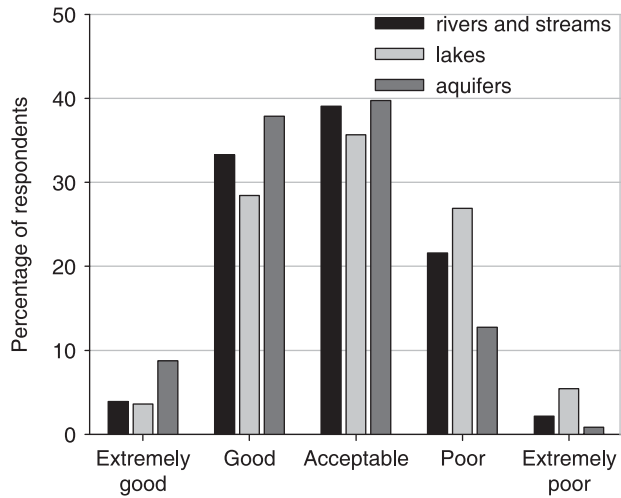 50
40
30
20
10
0
Percentage of respondents
rivers and streams
lakes
aquifers
Extremely good
Good
Acceptable
Poor
Extremely poor